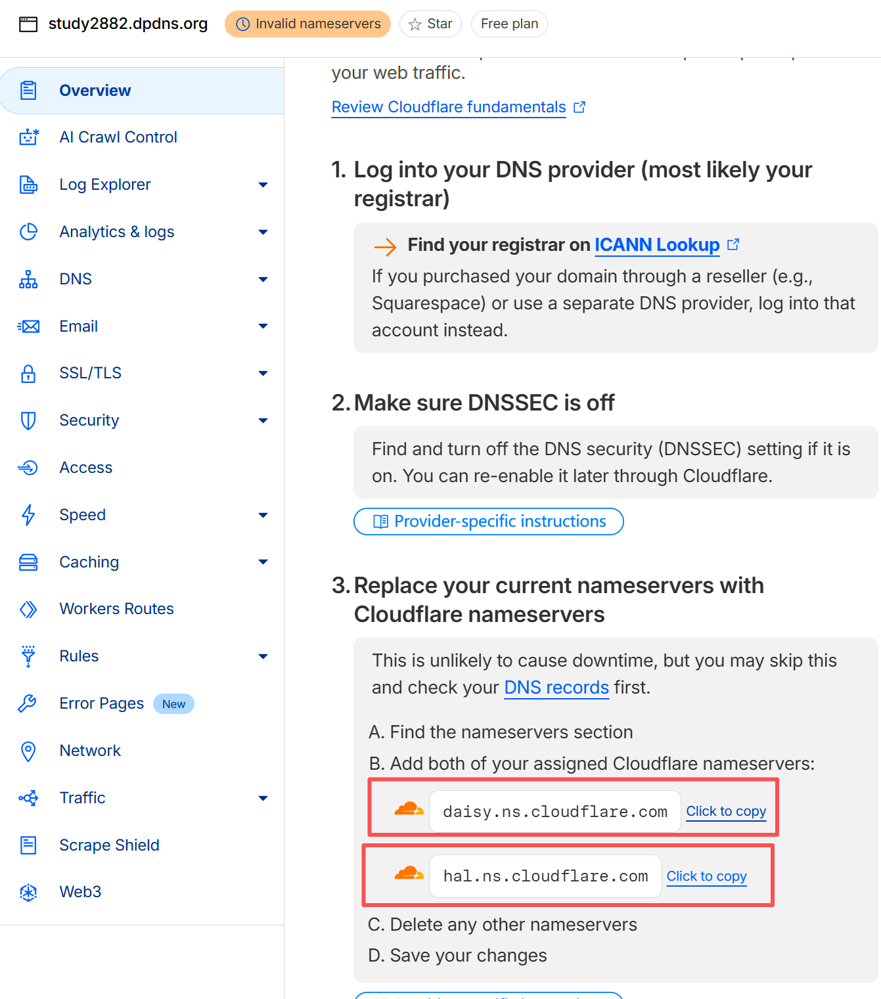 study2882.dpdns.org Invalid nameservers Star Free plan
Overview
AI Crawl Control
Log Explorer
Analytics & logs
DNS
Email
SSL/TLS
Security
Access
Speed
Caching
Workers Routes
Rules
Error Pages New
Network
Traffic
Scrape Shield
Web3
your web traffic.
Review Cloudflare fundamentals
1. Log into your DNS provider (most likely your
registrar)
Find your registrar on ICANN Lookup
If you purchased your domain through a reseller (e.g.,
Squarespace) or use a separate DNS provider, log into that
account instead.
2. Make sure DNSSEC is off
Find and turn off the DNS security (DNSSEC) setting if it is
on. You can re-enable it later through Cloudflare.
Provider-specific instructions
3. Replace your current nameservers with
Cloudflare nameservers
This is unlikely to cause downtime, but you may skip this
and check your DNS records first.
A. Find the nameservers section
B. Add both of your assigned Cloudflare nameservers:
daisy.ns.cloudflare.com Click to copy
hal.ns.cloudflare.com Click to copy
C. Delete any other nameservers
D. Save your changes